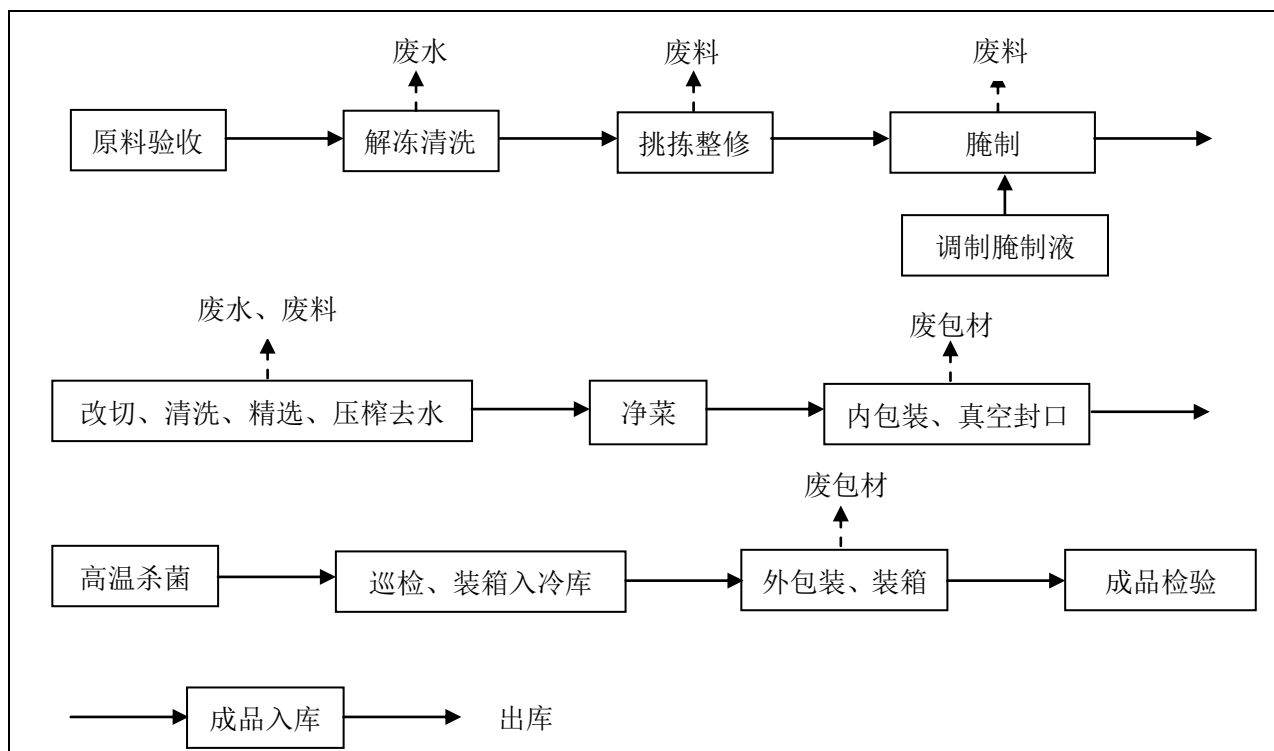 废水 废料 废料
原料验收 解冻清洗 挑拣整修 腌制
调制腌制液
废水、废料 废包材
改切、清洗、精选、压榨去水 净菜 内包装、真空封口
废包材
高温杀菌 巡检、装箱入冷库 外包装、装箱 成品检验
成品入库 出库